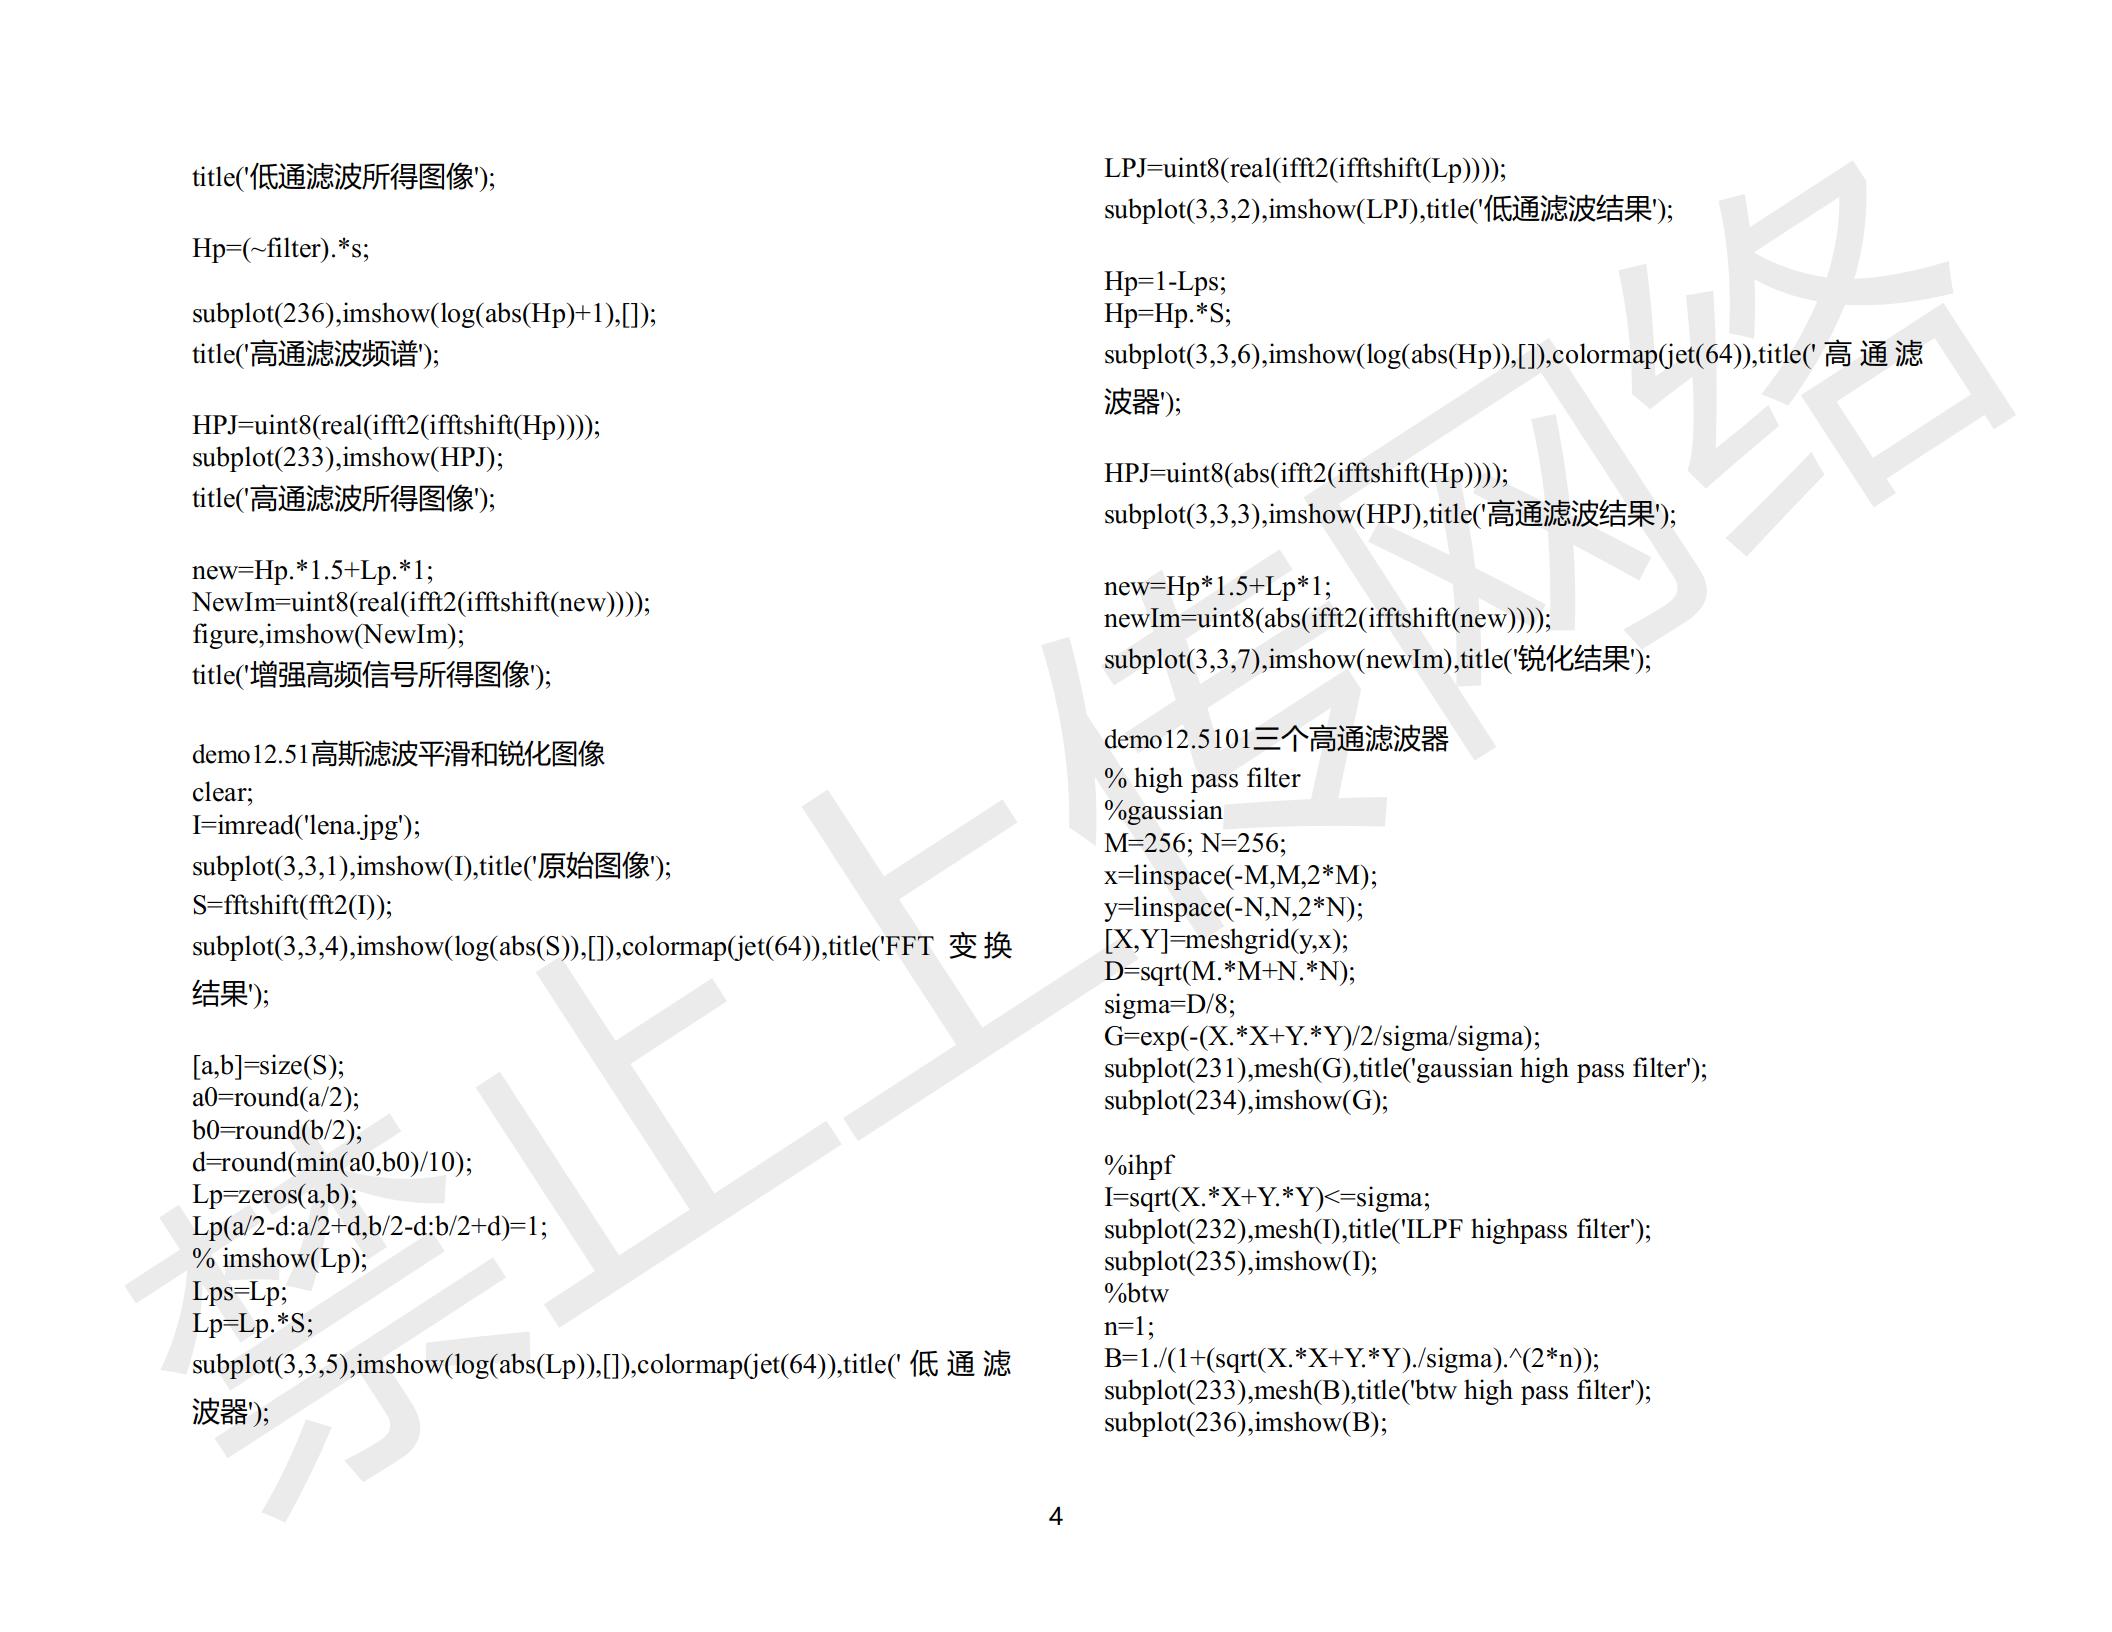 title('低通滤波所得图像');
Hp=(~filter).*s;
subplot(236),imshow(log(abs(Hp)+1),[]);
title('高通滤波频谱');
HPJ=uint8(real(ifft2(ifftshift(Hp))));
subplot(233),imshow(HPJ);
title('高通滤波所得图像');
new=Hp.*1.5+Lp.*1;
NewIm=uint8(real(ifft2(ifftshift(new))));
figure,imshow(NewIm);
title('增强高频信号所得图像');
demo12.51高斯滤波平滑和锐化图像
clear;
I=imread('lena.jpg');
subplot(3,3,1),imshow(I),title('原始图像');
S=fftshift(fft2(I));
subplot(3,3,4),imshow(log(abs(S)),[]),colormap(jet(64)),title('FFT 变换
结果');
[a,b]=size(S);
a0=round(a/2);
b0=round(b/2);
d=round(min(a0,b0)/10);
Lp=zeros(a,b);
Lp(a/2-d:a/2+d,b/2-d:b/2+d)=1;
% imshow(Lp);
Lps=Lp;
Lp=Lp.*S;
subplot(3,3,5),imshow(log(abs(Lp)),[]),colormap(jet(64)),title('低通滤
波器');
LPJ=uint8(real(ifft2(ifftshift(Lp))));
subplot(3,3,2),imshow(LPJ),title('低通滤波结果');
Hp=1-Lps;
Hp=Hp.*S;
subplot(3,3,6),imshow(log(abs(Hp)),[]),colormap(jet(64)),title('高通滤
波器');
HPJ=uint8(abs(ifft2(ifftshift(Hp))));
subplot(3,3,3),imshow(HPJ),title('高通滤波结果');
new=Hp*1.5+Lp*1;
newIm=uint8(abs(ifft2(ifftshift(new))));
subplot(3,3,7),imshow(newIm),title('锐化结果');
demo12.5101三个高通滤波器
% high pass filter
%gaussian
M=256; N=256;
x=linspace(-M,M,2*M);
y=linspace(-N,N,2*N);
[X,Y]=meshgrid(y,x);
D=sqrt(M.*M+N.*N);
sigma=D/8;
G=exp(-(X.*X+Y.*Y)/2/sigma/sigma);
subplot(231),mesh(G),title('gaussian high pass filter');
subplot(234),imshow(G);
%ihpf
I=sqrt(X.*X+Y.*Y)<=sigma;
subplot(232),mesh(I),title('ILPF highpass filter');
subplot(235),imshow(I);
%btw
n=1;
B=1./(1+(sqrt(X.*X+Y.*Y)./sigma).^(2*n));
subplot(233),mesh(B),title('btw high pass filter');
subplot(236),imshow(B);
4
禁止上传网络